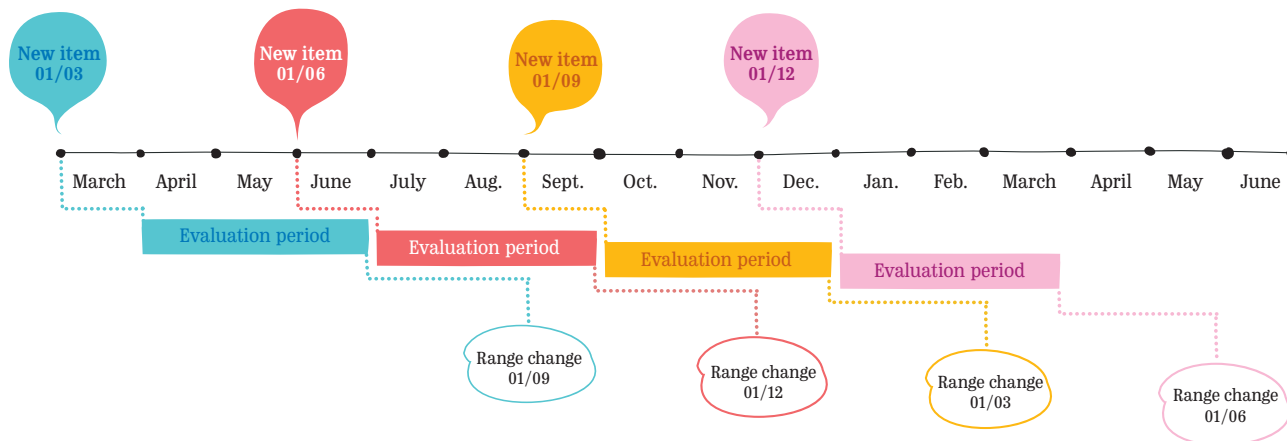 New item
01/03
New item
01/06
New item
01/09
New item
01/12
March April May June July Aug. Sept. Oct. Nov. Dec. Jan. Feb. March April May June
Evaluation period
Evaluation period
Evaluation period
Evaluation period
Range change
01/09
Range change
01/12
Range change
01/03
Range change
01/06